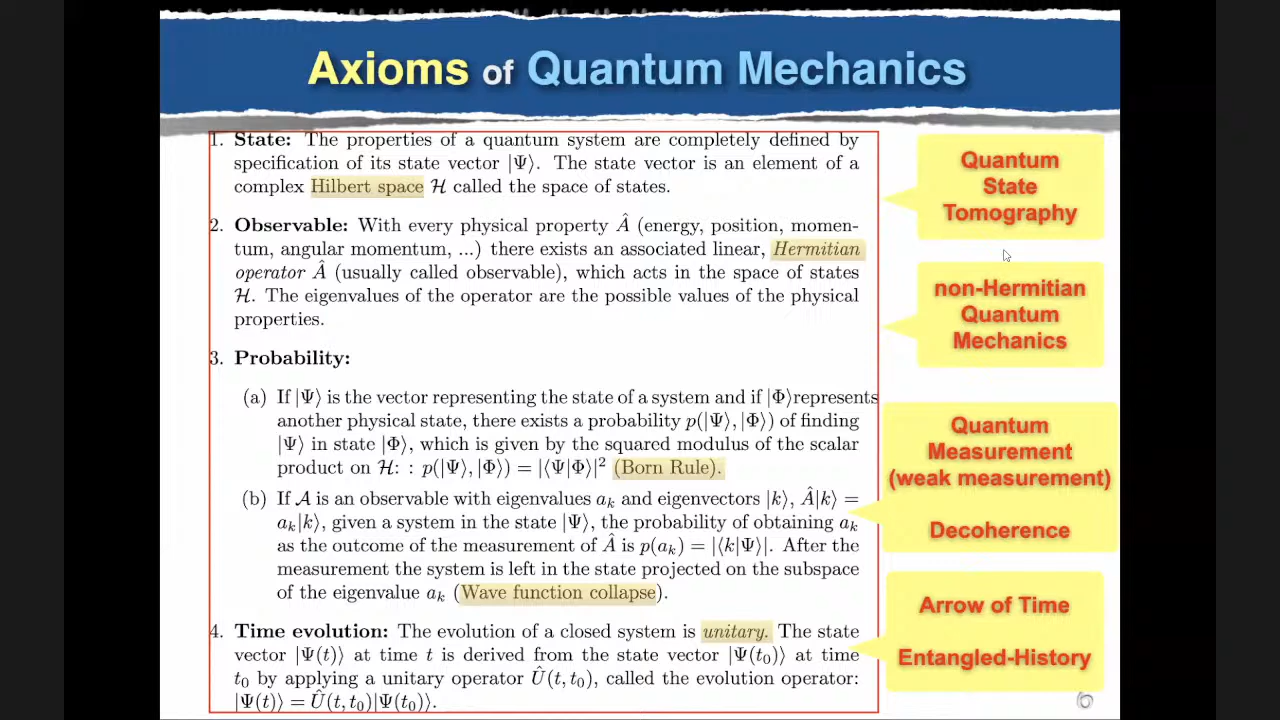 Axioms of Quantum Mechanics
1. State: The properties of a quantum system are completely defined by
specification of its state vector |Ψ⟩. The state vector is an element of a
complex Hilbert space ℋ called the space of states.
2. Observable: With every physical property Â (energy, position, momen-
tum, angular momentum, ...) there exists an associated linear, Hermitian
operator Â (usually called observable), which acts in the space of states
ℋ. The eigenvalues of the operator are the possible values of the physical
properties.
3. Probability:
(a) If |Ψ⟩ is the vector representing the state of a system and if |Φ⟩represents
another physical state, there exists a probability p(|Ψ⟩, |Φ⟩) of finding
|Ψ⟩ in state |Φ⟩, which is given by the squared modulus of the scalar
product on ℋ: : p(|Ψ⟩, |Φ⟩) = |⟨Ψ|Φ⟩|² (Born Rule).
(b) If 𝒜 is an observable with eigenvalues aₖ and eigenvectors |k⟩, Â|k⟩ =
aₖ|k⟩, given a system in the state |Ψ⟩, the probability of obtaining aₖ
as the outcome of the measurement of Â is p(aₖ) = |⟨k|Ψ⟩|. After the
measurement the system is left in the state projected on the subspace
of the eigenvalue aₖ (Wave function collapse).
4. Time evolution: The evolution of a closed system is unitary. The state
vector |Ψ(t)⟩ at time t is derived from the state vector |Ψ(t₀)⟩ at time
t₀ by applying a unitary operator Û(t, t₀), called the evolution operator:
|Ψ(t)⟩ = Û(t, t₀)|Ψ(t₀)⟩.
Quantum
State
Tomography
non-Hermitian
Quantum
Mechanics
Quantum
Measurement
(weak measurement)
Decoherence
Arrow of Time
Entangled-History
6